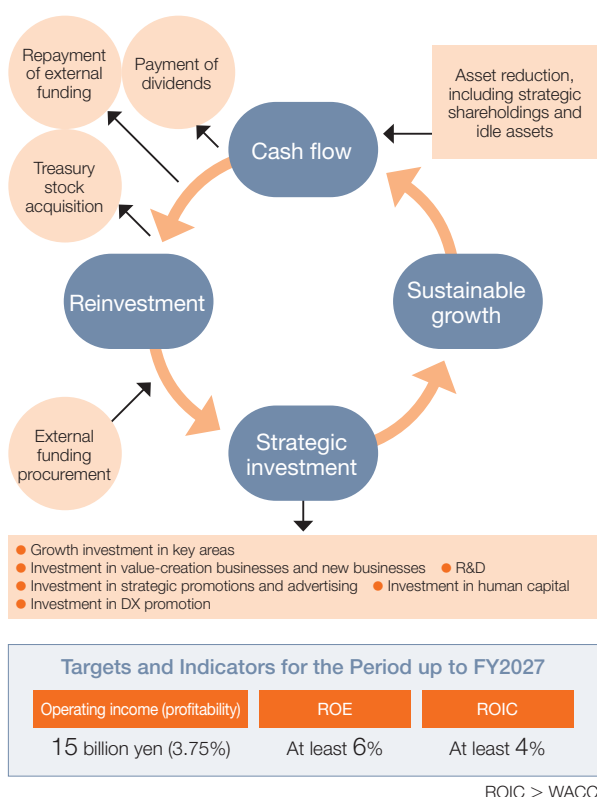 Repayment
of external
funding
Payment of
dividends
Cash flow
Asset reduction,
including strategic
shareholdings and
idle assets
Treasury
stock
acquisition
Reinvestment
Sustainable
growth
External
funding
procurement
Strategic
investment
● Growth investment in key areas
● Investment in value-creation businesses and new businesses ● R&D
● Investment in strategic promotions and advertising ● Investment in human capital
● Investment in DX promotion
Targets and Indicators for the Period up to FY2027
Operating income (profitability) ROE ROIC
15 billion yen (3.75%) At least 6% At least 4%
ROIC > WACC